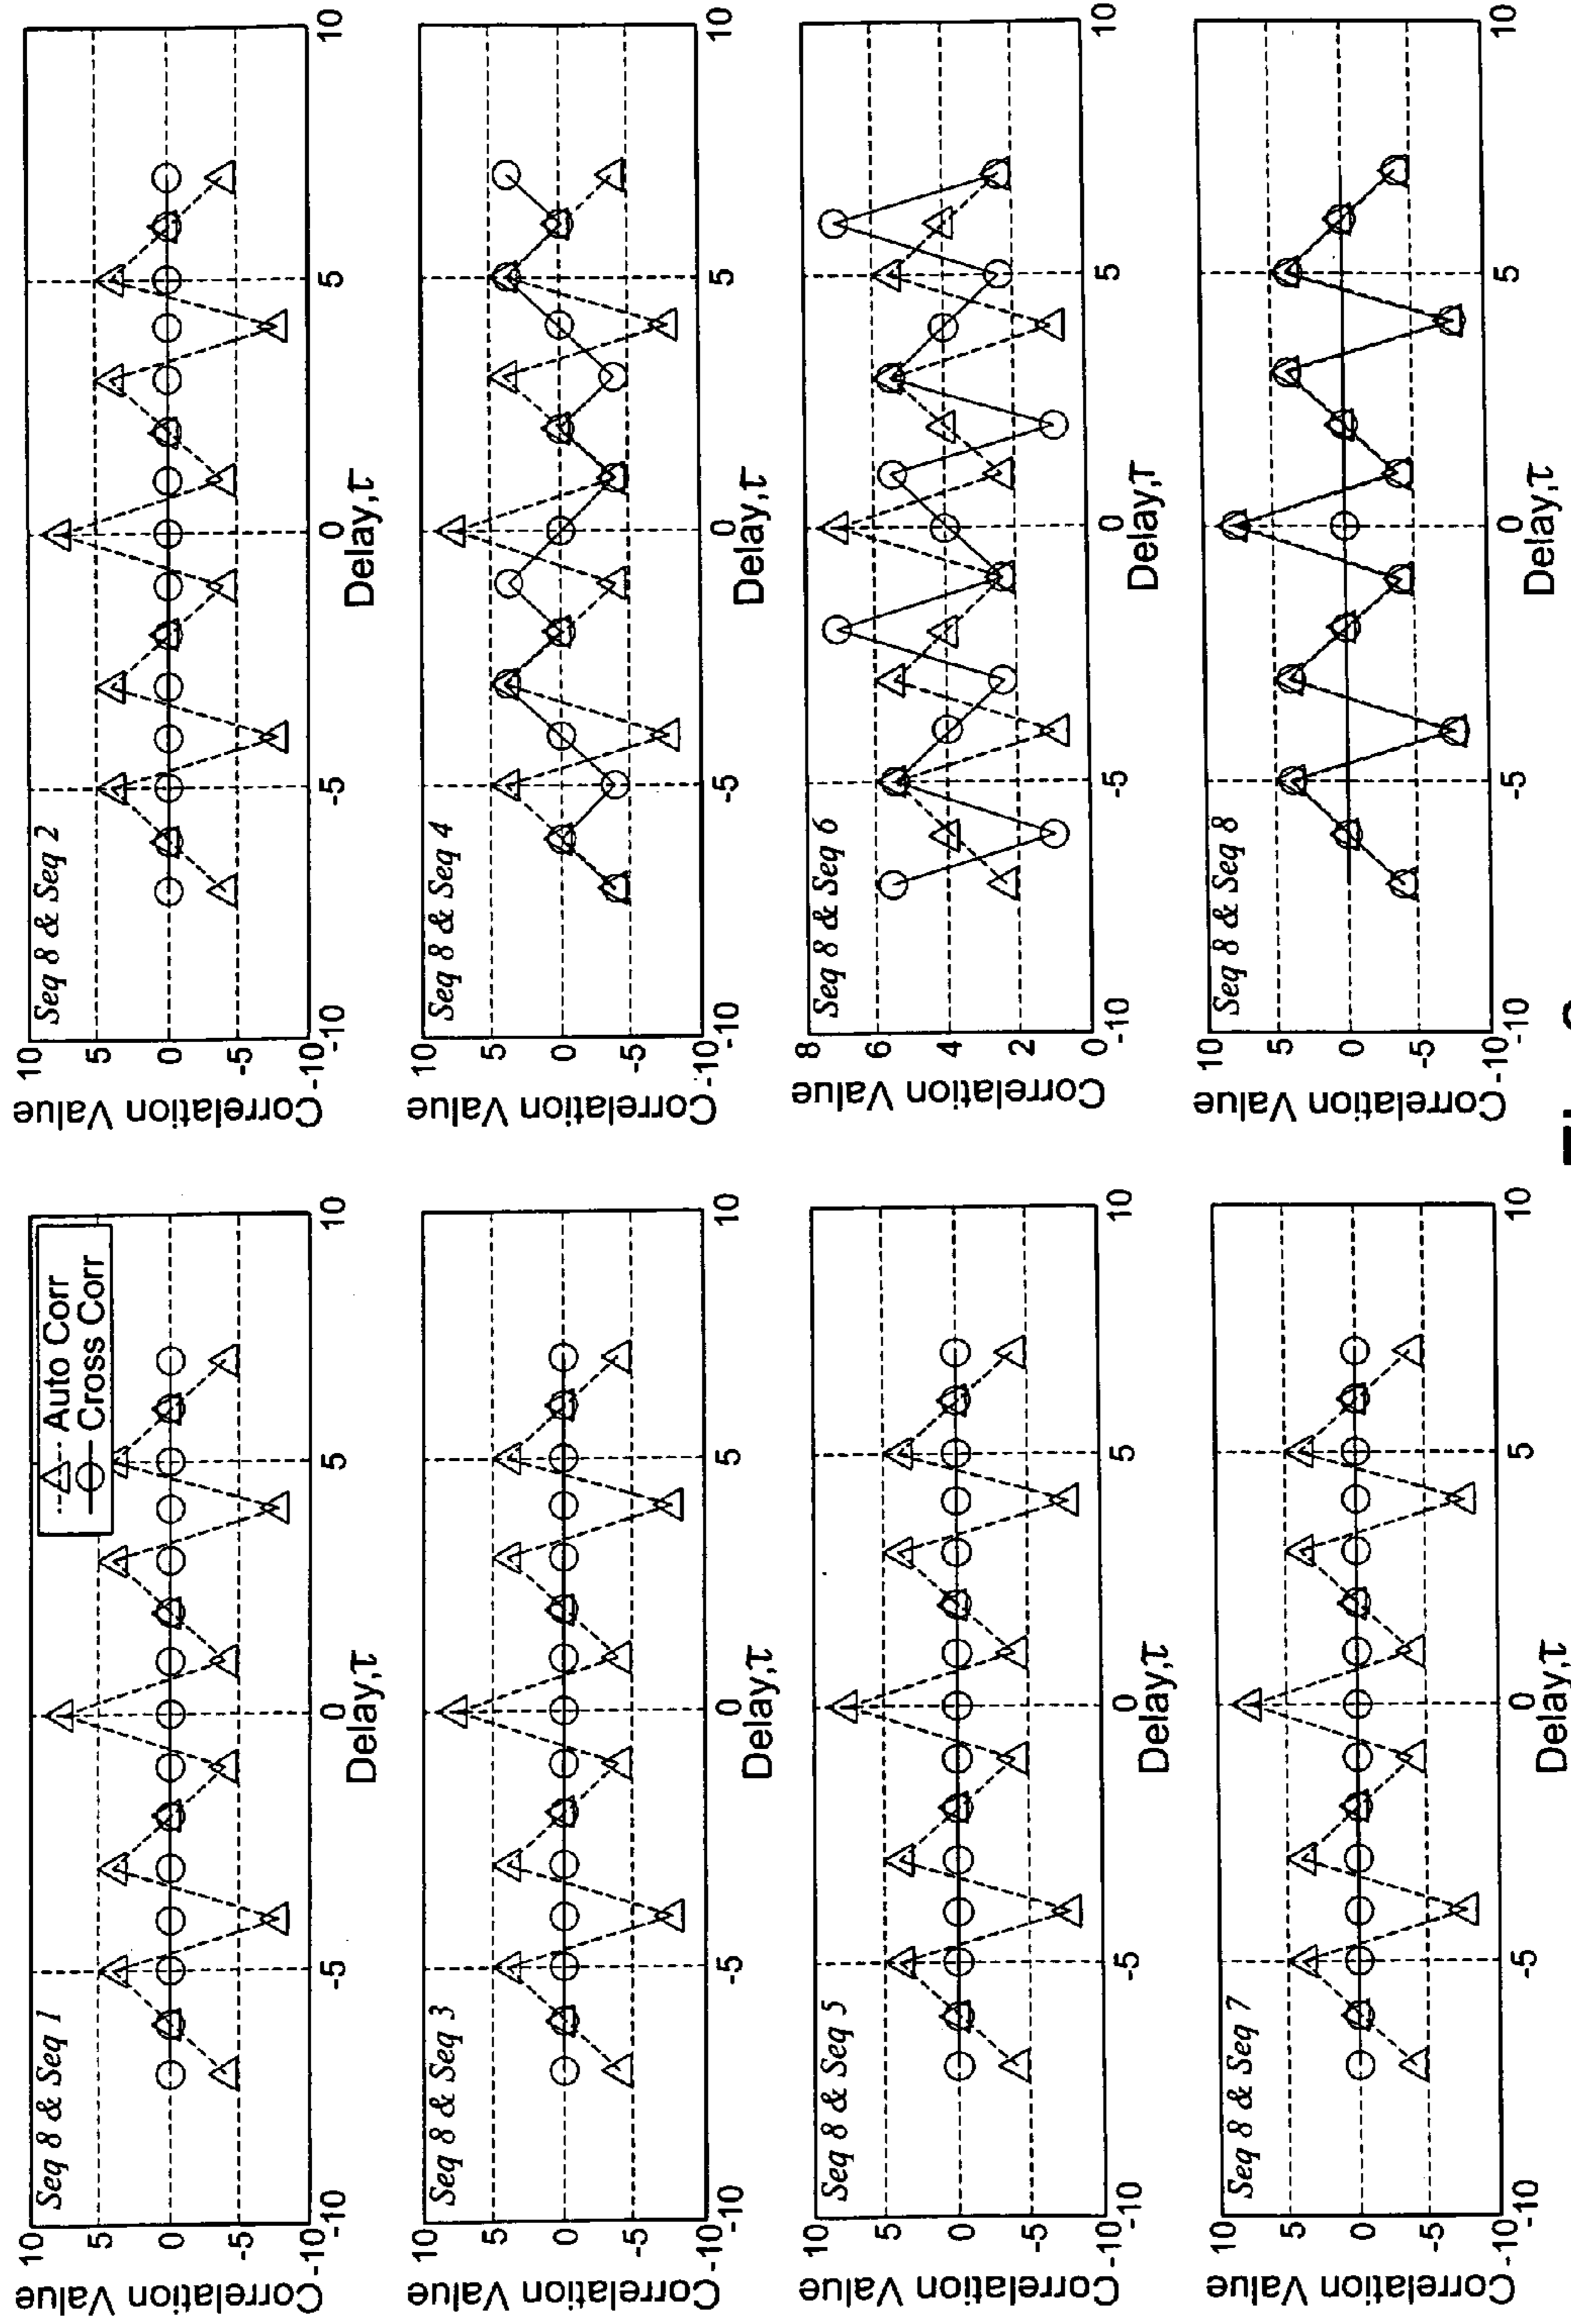 Seq 8 & Seq 1
Auto Corr
Cross Corr
Correlation Value
10
5
0
-5
-10
-10 -5 0 5 10
Delay,τ
Seq 8 & Seq 2
Correlation Value
10
5
0
-5
-10
-10 -5 0 5 10
Delay,τ
Seq 8 & Seq 3
Correlation Value
10
5
0
-5
-10
-10 -5 0 5 10
Delay,τ
Seq 8 & Seq 4
Correlation Value
10
5
0
-5
-10
-10 -5 0 5 10
Delay,τ
Seq 8 & Seq 5
Correlation Value
10
5
0
-5
-10
-10 -5 0 5 10
Delay,τ
Seq 8 & Seq 6
Correlation Value
8
6
4
2
0
-10 -5 0 5 10
Delay,τ
Seq 8 & Seq 7
Correlation Value
10
5
0
-5
-10
-10 -5 0 5 10
Delay,τ
Seq 8 & Seq 8
Correlation Value
10
5
0
-5
-10
-10 -5 0 5 10
Delay,τ